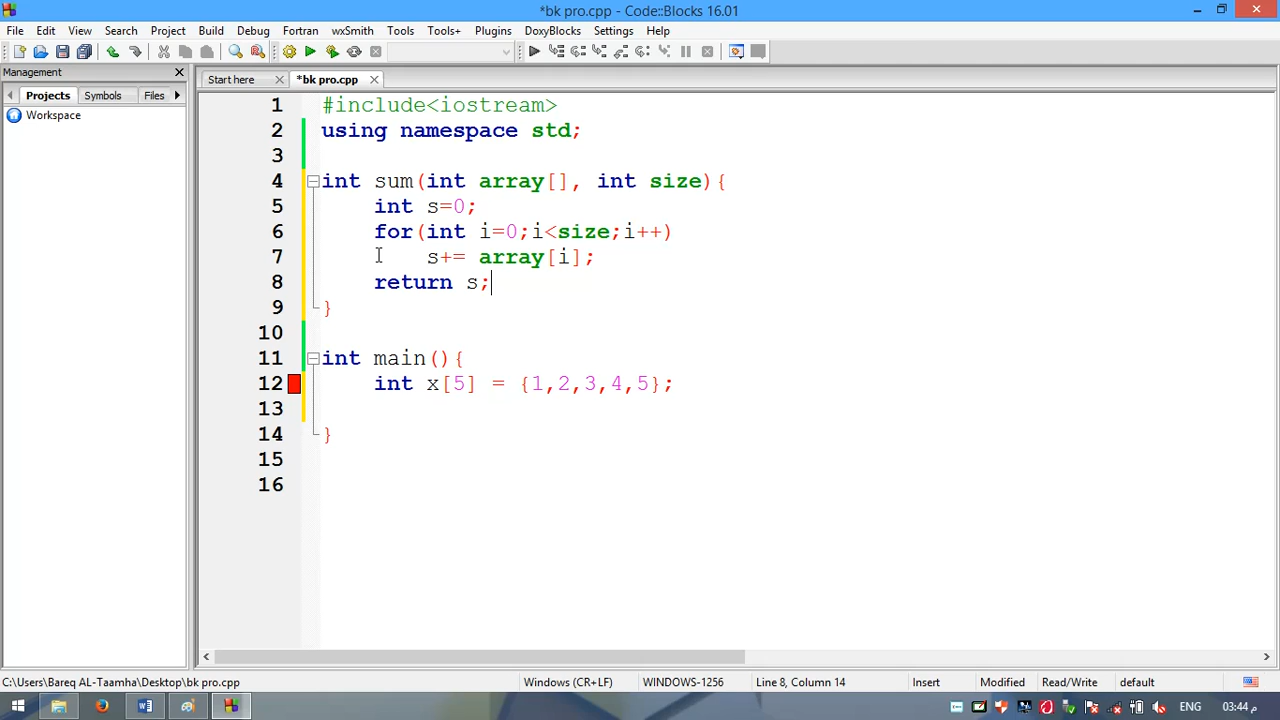 *bk pro.cpp - Code::Blocks 16.01
File Edit View Search Project Build Debug Fortran wxSmith Tools Tools+ Plugins DoxyBlocks Settings Help
Management
Projects Symbols Files
Workspace
Start here *bk pro.cpp
1 #include<iostream>
2 using namespace std;
3
4 int sum(int array[], int size){
5 int s=0;
6 for(int i=0;i<size;i++)
7 s+= array[i];
8 return s;
9 }
10
11 int main(){
12 int x[5] = {1,2,3,4,5};
13
14 }
15
16
C:\Users\Bareq AL-Taamha\Desktop\bk pro.cpp Windows (CR+LF) WINDOWS-1256 Line 8, Column 14 Insert Modified Read/Write default
ENG 03:44 م